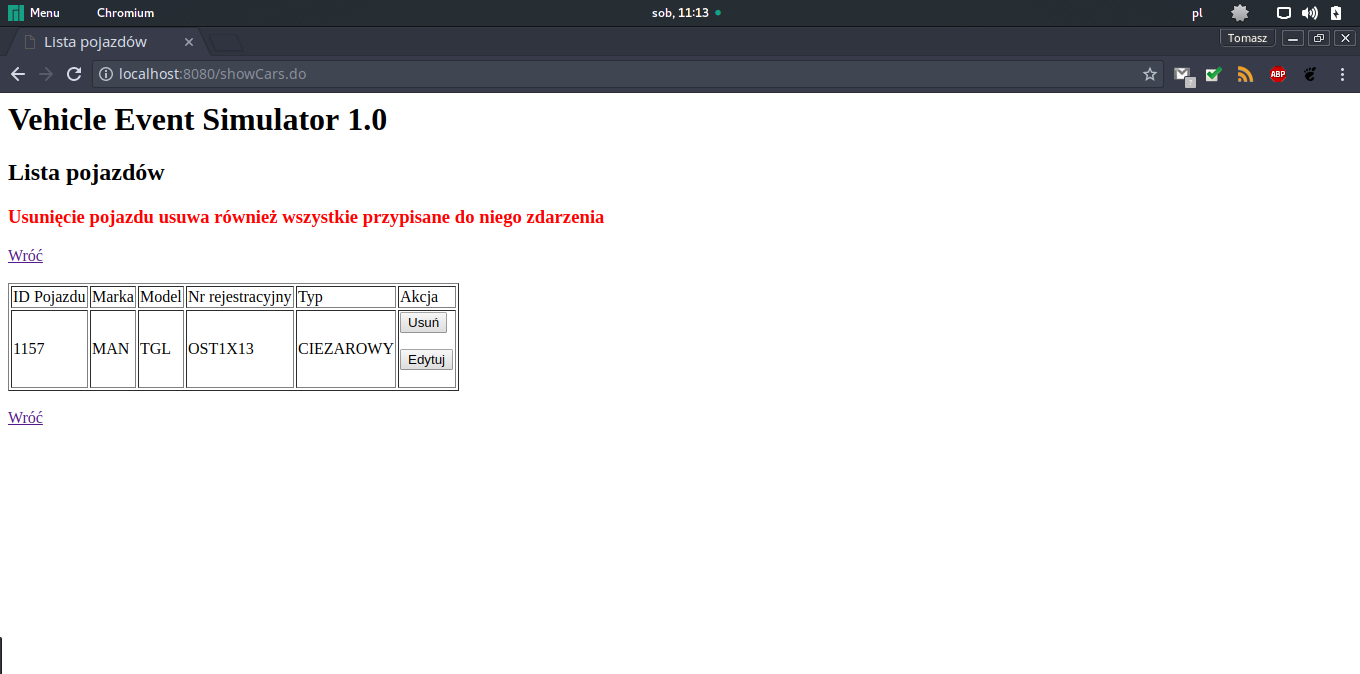 Menu Chromium sob, 11:13 pl
Lista pojazdów Tomasz
localhost:8080/showCars.do ABP
Vehicle Event Simulator 1.0
Lista pojazdów
Usunięcie pojazdu usuwa również wszystkie przypisane do niego zdarzenia
Wróć
ID Pojazdu Marka Model Nr rejestracyjny Typ Akcja
1157 MAN TGL OST1X13 CIEZAROWY Usuń
Edytuj
Wróć